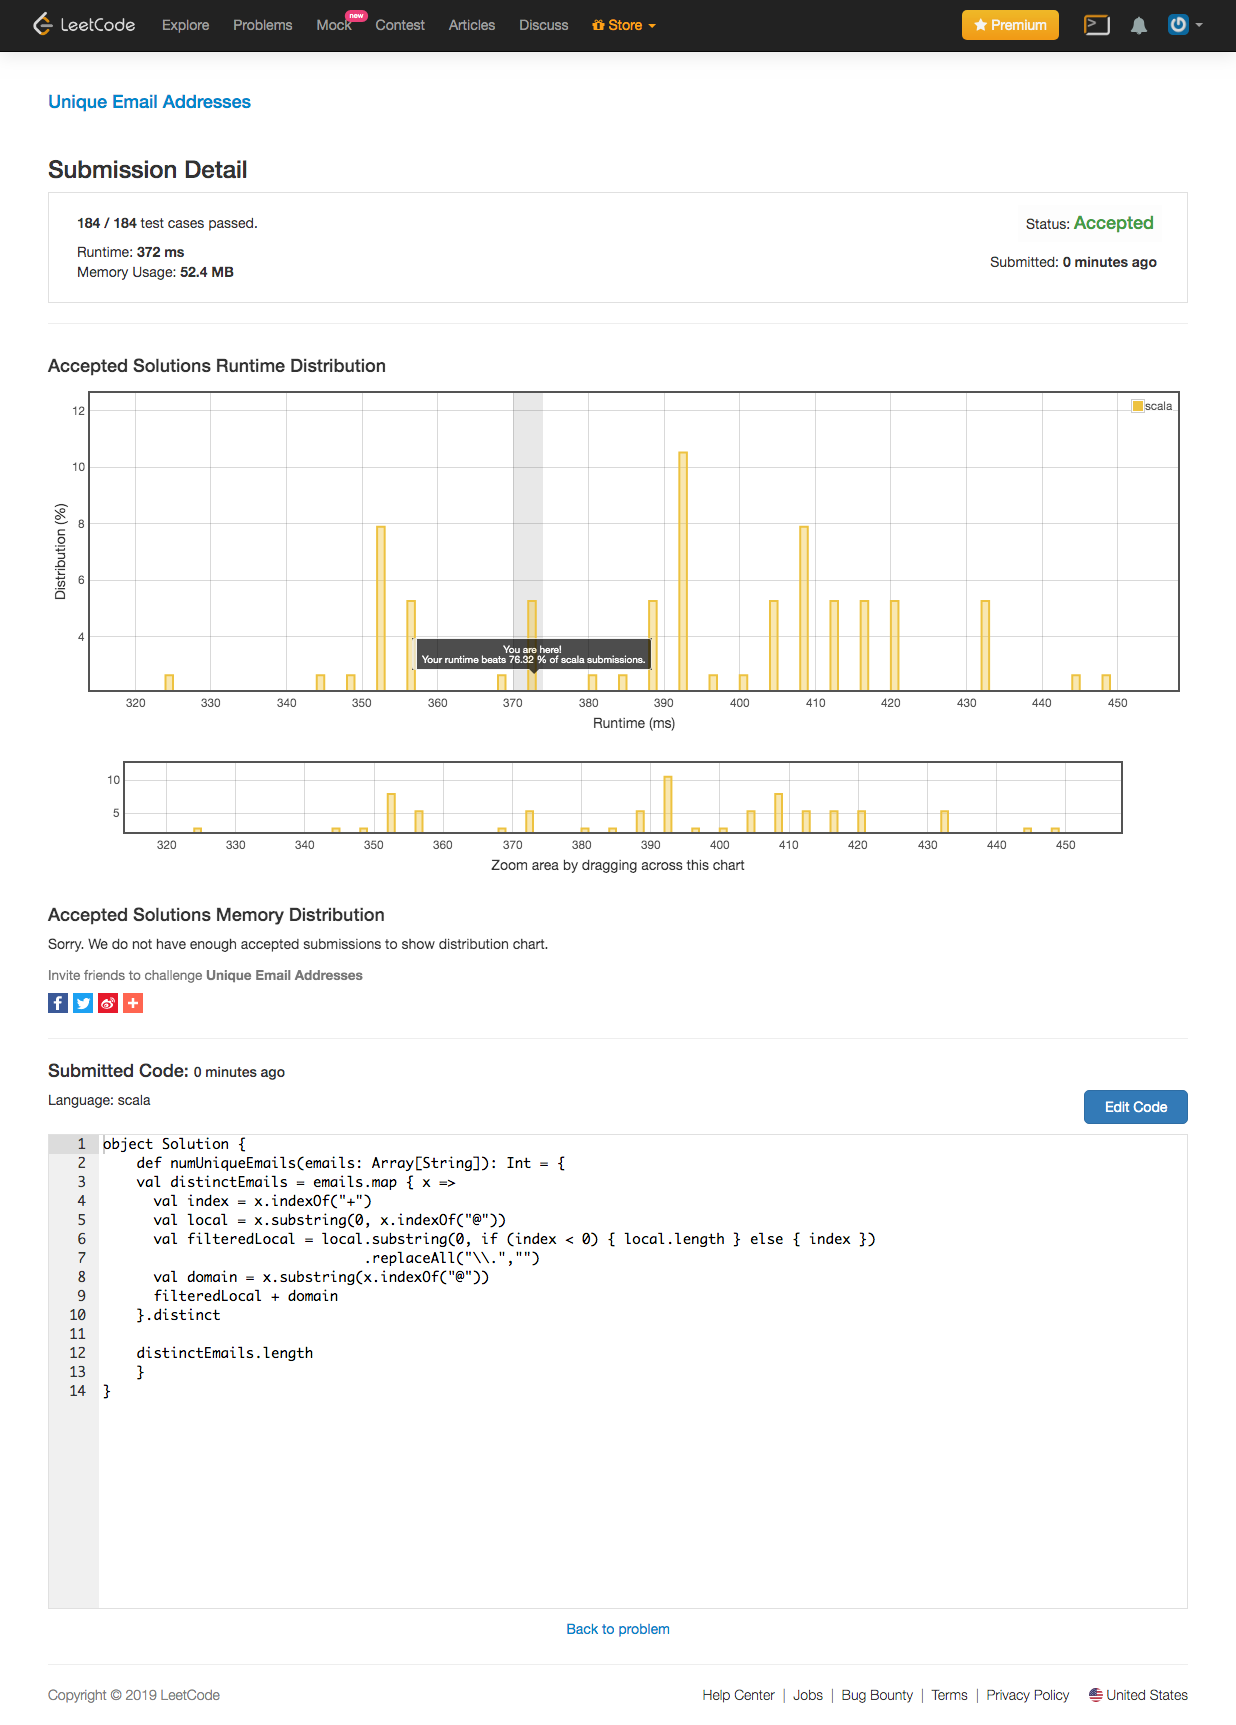 LeetCode Explore Problems Mock new Contest Articles Discuss Store Premium
Unique Email Addresses
Submission Detail
184 / 184 test cases passed.
Status: Accepted
Runtime: 372 ms
Submitted: 0 minutes ago
Memory Usage: 52.4 MB
Accepted Solutions Runtime Distribution
scala
12
10
8
6
4
Distribution (%)
You are here!
Your runtime beats 76.32 % of scala submissions.
320 330 340 350 360 370 380 390 400 410 420 430 440 450
Runtime (ms)
10
5
320 330 340 350 360 370 380 390 400 410 420 430 440 450
Zoom area by dragging across this chart
Accepted Solutions Memory Distribution
Sorry. We do not have enough accepted submissions to show distribution chart.
Invite friends to challenge Unique Email Addresses
Submitted Code: 0 minutes ago
Language: scala
Edit Code
1 object Solution {
2     def numUniqueEmails(emails: Array[String]): Int = {
3     val distinctEmails = emails.map { x =>
4       val index = x.indexOf("+")
5       val local = x.substring(0, x.indexOf("@"))
6       val filteredLocal = local.substring(0, if (index < 0) { local.length } else { index })
7                                .replaceAll("\\.","")
8       val domain = x.substring(x.indexOf("@"))
9       filteredLocal + domain
10     }.distinct
11
12     distinctEmails.length
13     }
14 }
Back to problem
Copyright © 2019 LeetCode
Help Center | Jobs | Bug Bounty | Terms | Privacy Policy United States